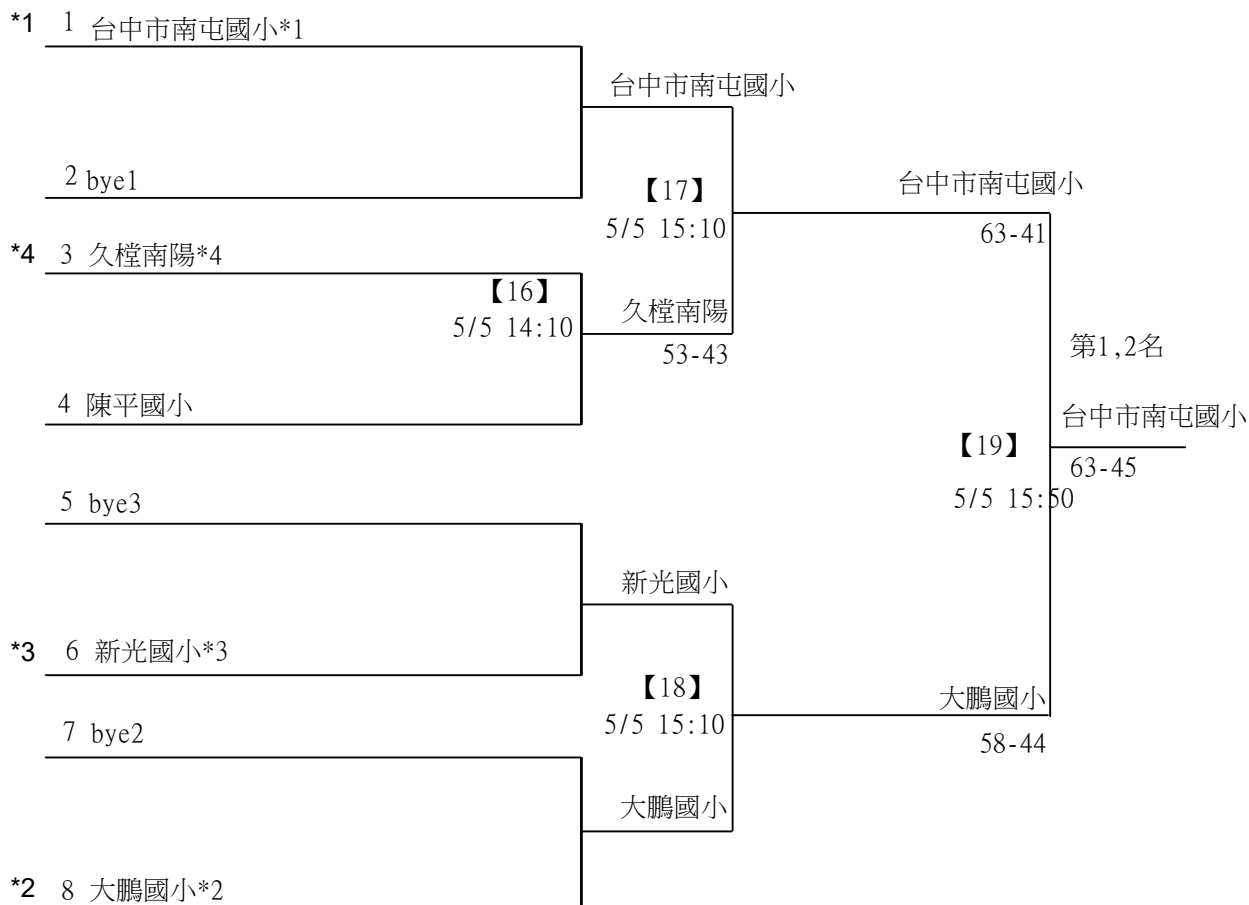 *1 1 台中市南屯國小*1
台中市南屯國小
2 bye1
【17】
5/5 15:10
台中市南屯國小
63-41
*4 3 久樘南陽*4
【16】
5/5 14:10
久樘南陽
53-43
第1,2名
4 陳平國小
台中市南屯國小
【19】
5/5 15:50
63-45
5 bye3
新光國小
*3 6 新光國小*3
【18】
5/5 15:10
大鵬國小
58-44
7 bye2
大鵬國小
*2 8 大鵬國小*2